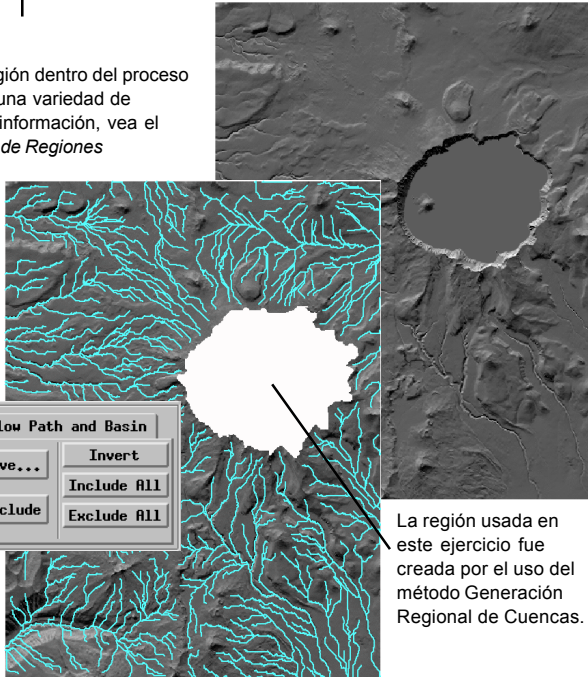 gión dentro del proceso
una variedad de
información, vea el
de Regiones
low Path and Basin
ve...
Invert
Include All
clude
Exclude All
La región usada en
este ejercicio fue
creada por el uso del
método Generación
Regional de Cuencas.